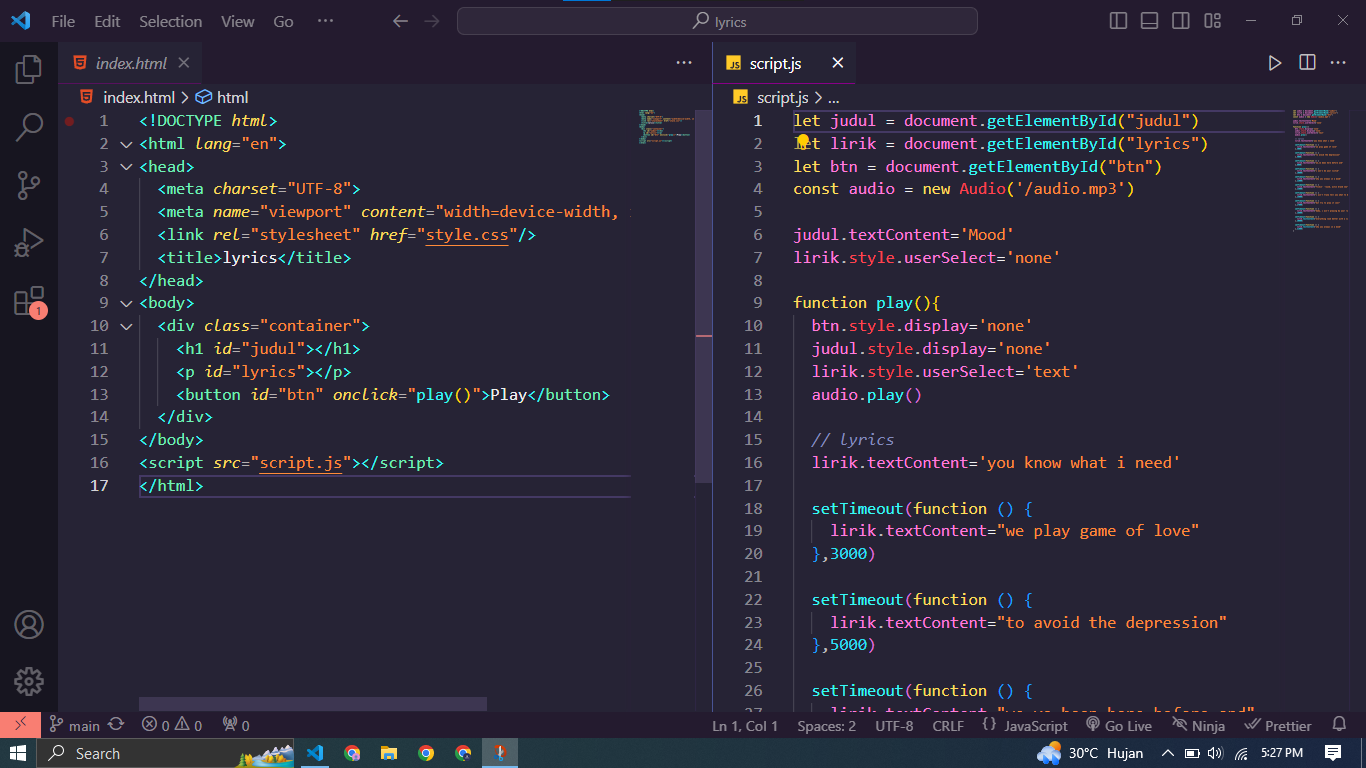 File Edit Selection View Go ··· lyrics
index.html
index.html > html
1 <!DOCTYPE html>
2 <html lang="en">
3 <head>
4 <meta charset="UTF-8">
5 <meta name="viewport" content="width=device-width,
6 <link rel="stylesheet" href="style.css"/>
7 <title>lyrics</title>
8 </head>
9 <body>
10 <div class="container">
11 <h1 id="judul"></h1>
12 <p id="lyrics"></p>
13 <button id="btn" onclick="play()">Play</button>
14 </div>
15 </body>
16 <script src="script.js"></script>
17 </html>
JS script.js
JS script.js > ...
1 let judul = document.getElementById("judul")
2 let lirik = document.getElementById("lyrics")
3 let btn = document.getElementById("btn")
4 const audio = new Audio('/audio.mp3')
5
6 judul.textContent='Mood'
7 lirik.style.userSelect='none'
8
9 function play(){
10 btn.style.display='none'
11 judul.style.display='none'
12 lirik.style.userSelect='text'
13 audio.play()
14
15 // lyrics
16 lirik.textContent='you know what i need'
17
18 setTimeout(function () {
19 lirik.textContent="we play game of love"
20 },3000)
21
22 setTimeout(function () {
23 lirik.textContent="to avoid the depression"
24 },5000)
25
26 setTimeout(function () {
1
main 0 0 0 Ln 1, Col 1 Spaces: 2 UTF-8 CRLF {} JavaScript Go Live Ninja Prettier
Search 30°C Hujan 5:27 PM